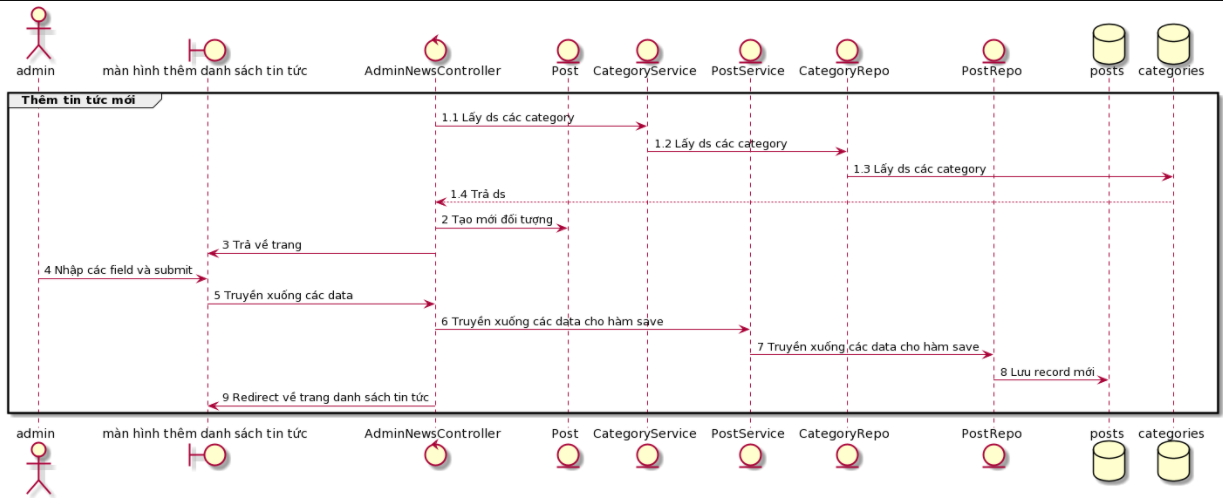 admin
màn hình thêm danh sách tin tức
AdminNewsController
Post
CategoryService
PostService
CategoryRepo
PostRepo
posts
categories
Thêm tin tức mới
1.1 Lấy ds các category
1.2 Lấy ds các category
1.3 Lấy ds các category
1.4 Trả ds
2 Tạo mới đối tượng
3 Trả về trang
4 Nhập các field và submit
5 Truyền xuống các data
6 Truyền xuống các data cho hàm save
7 Truyền xuống các data cho hàm save
8 Lưu record mới
9 Redirect về trang danh sách tin tức
admin
màn hình thêm danh sách tin tức
AdminNewsController
Post
CategoryService
PostService
CategoryRepo
PostRepo
posts
categories